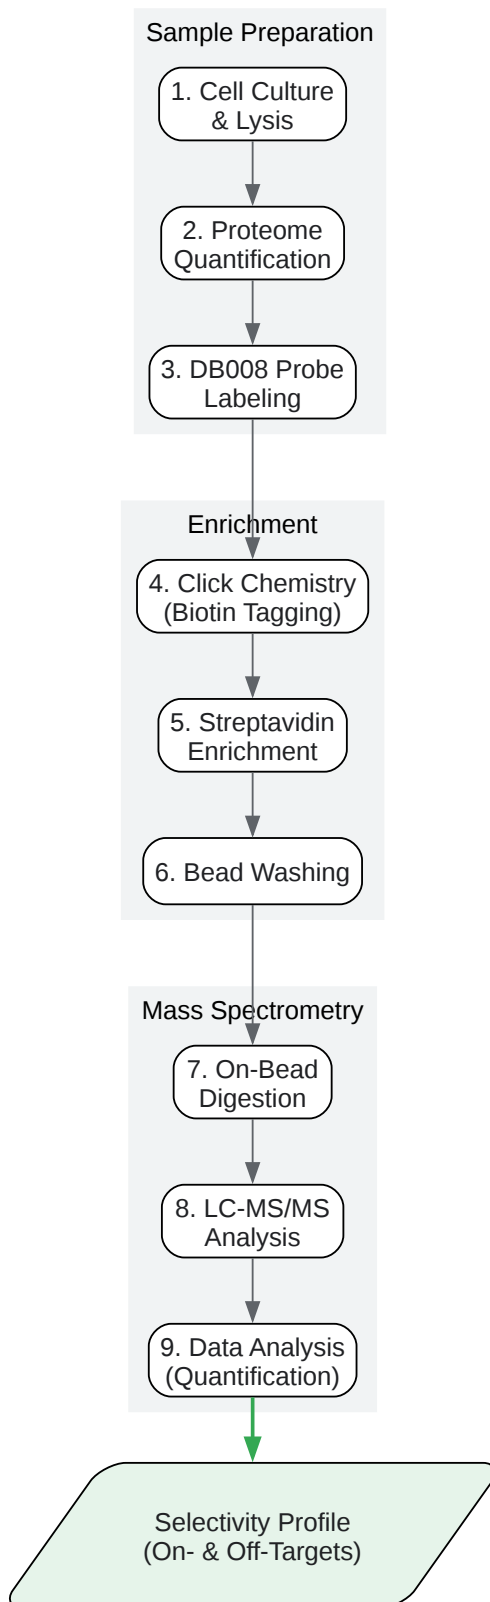 Sample Preparation
1. Cell Culture
& Lysis
2. Proteome
Quantification
3. DB008 Probe
Labeling
Enrichment
4. Click Chemistry
(Biotin Tagging)
5. Streptavidin
Enrichment
6. Bead Washing
Mass Spectrometry
7. On-Bead
Digestion
8. LC-MS/MS
Analysis
9. Data Analysis
(Quantification)
Selectivity Profile
(On- & Off-Targets)